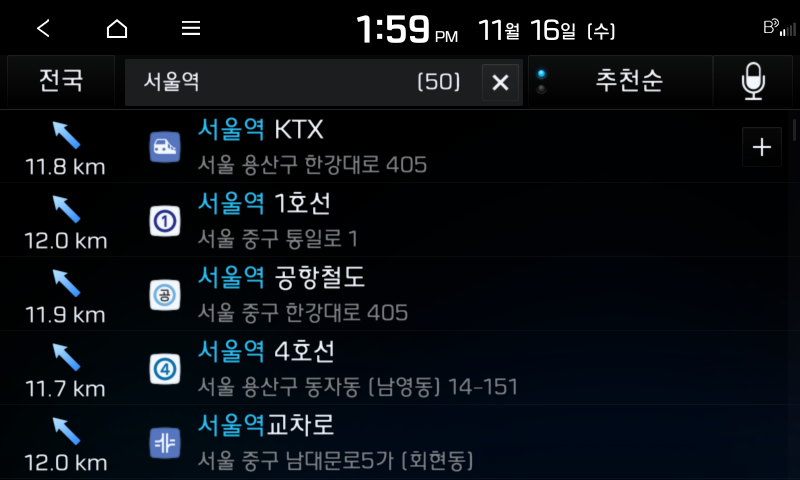 1:59 PM 11월 16일 (수)
전국 서울역 (50) 추천순
서울역 KTX
11.8 km 서울 용산구 한강대로 405
서울역 1호선
12.0 km 서울 중구 통일로 1
서울역 공항철도
11.9 km 서울 중구 한강대로 405
서울역 4호선
11.7 km 서울 용산구 동자동 (남영동) 14-151
서울역교차로
12.0 km 서울 중구 남대문로5가 (회현동)